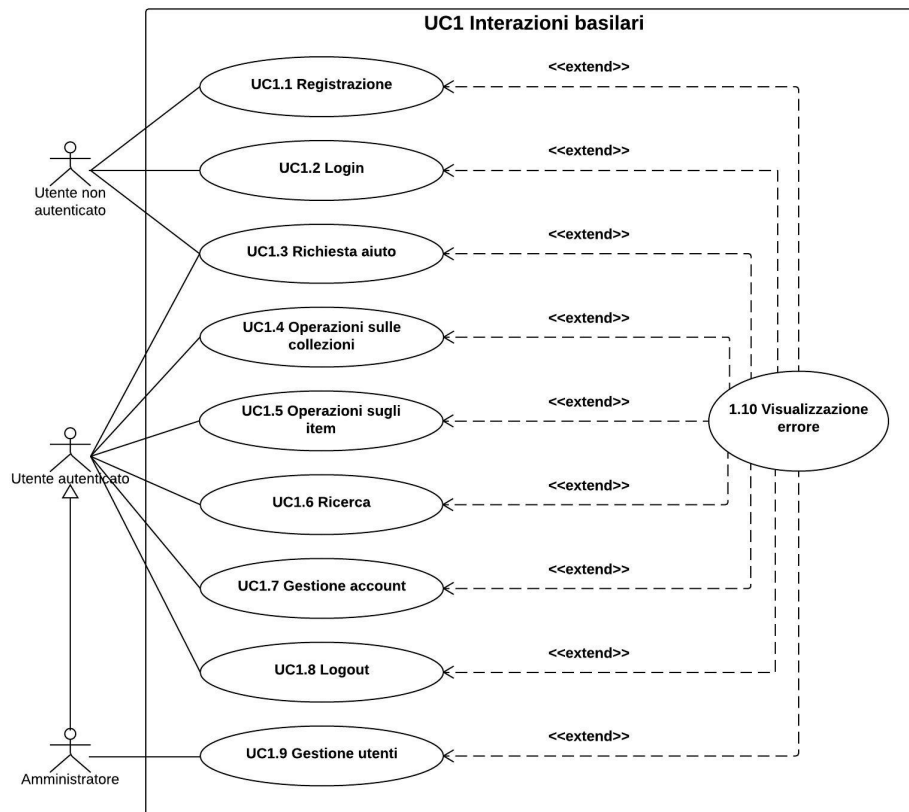 UC1 Interazioni basilari
<<extend>>
UC1.1 Registrazione
<<extend>>
UC1.2 Login
Utente non
autenticato
<<extend>>
UC1.3 Richiesta aiuto
<<extend>>
UC1.4 Operazioni sulle
collezioni
<<extend>>
UC1.5 Operazioni sugli
item
1.10 Visualizzazione
errore
Utente autenticato
<<extend>>
UC1.6 Ricerca
<<extend>>
UC1.7 Gestione account
<<extend>>
UC1.8 Logout
<<extend>>
UC1.9 Gestione utenti
Amministratore